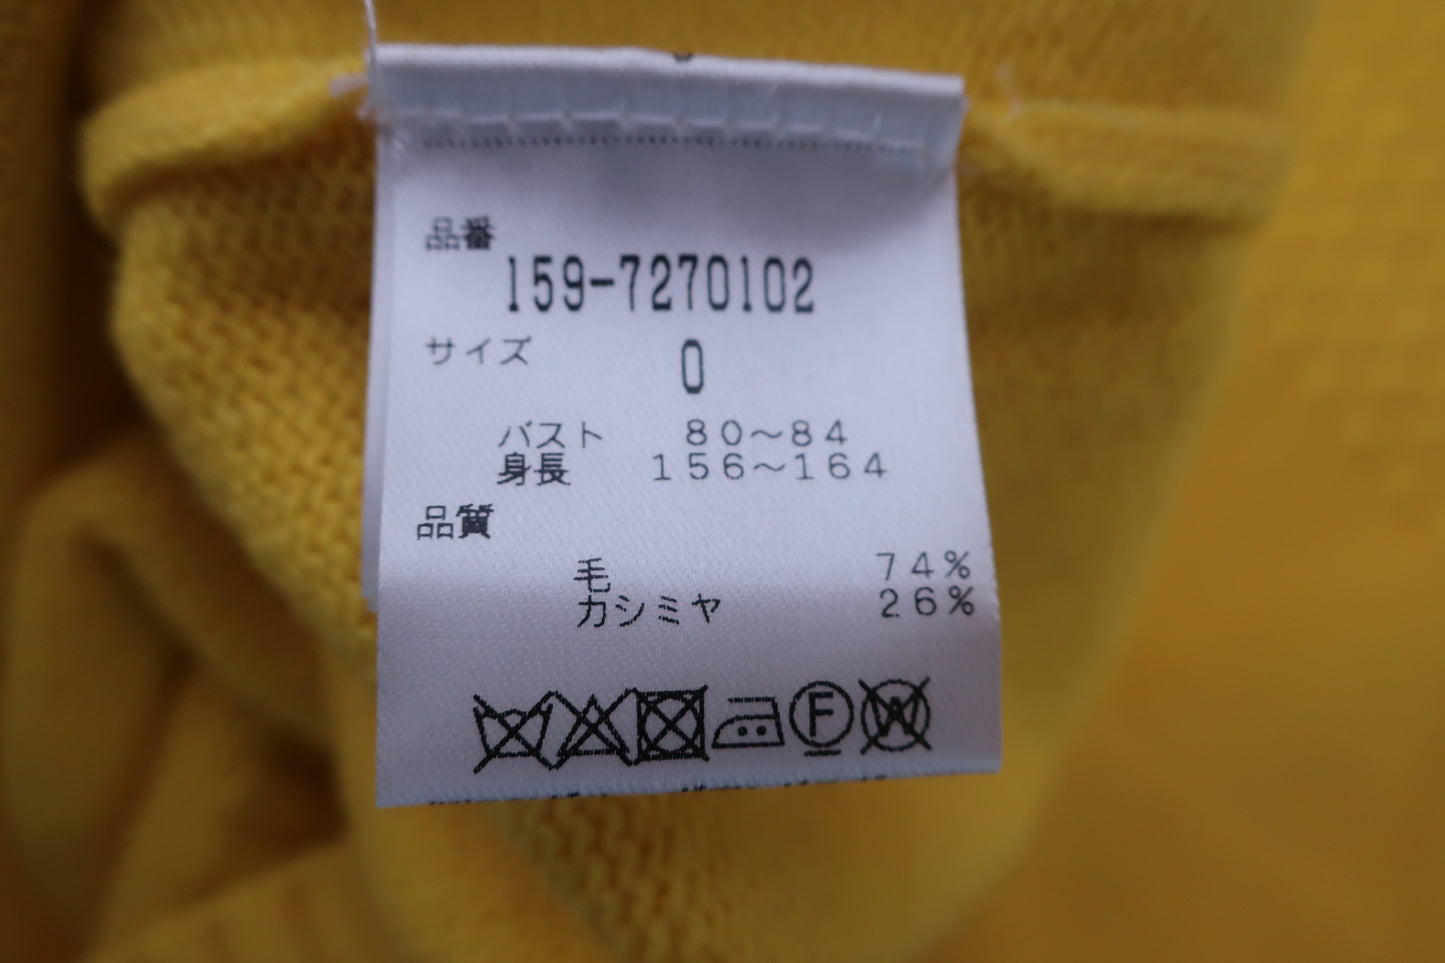 品番
159-7270102
サイズ 0
バスト 80〜84
身長 156〜164
品質
毛 74%
カシミヤ 26%
F W